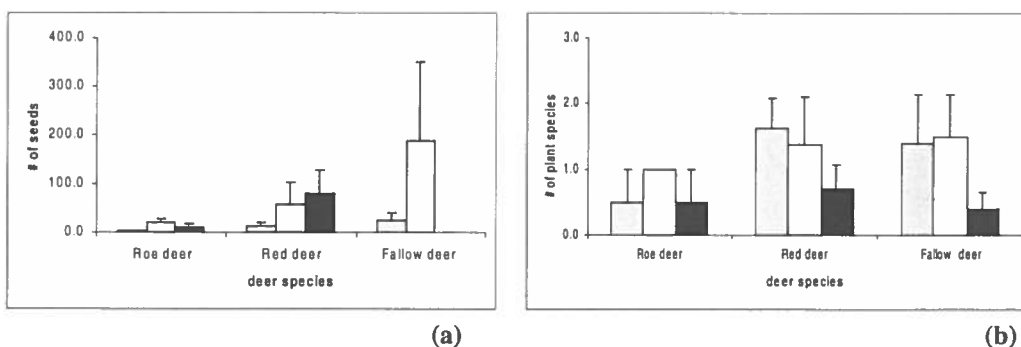 400.0
300.0
200.0
100.0
0.0
# of seeds
Roe deer Red deer Fallow deer
deer species
(a)
3.0
2.0
1.0
0.0
# of plant species
Roe deer Red deer Fallow deer
deer species
(b)